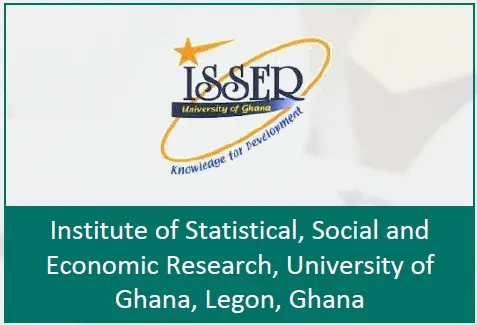 ISSER
University of Ghana
Knowledge for Development
Institute of Statistical, Social and
Economic Research, University of
Ghana, Legon, Ghana